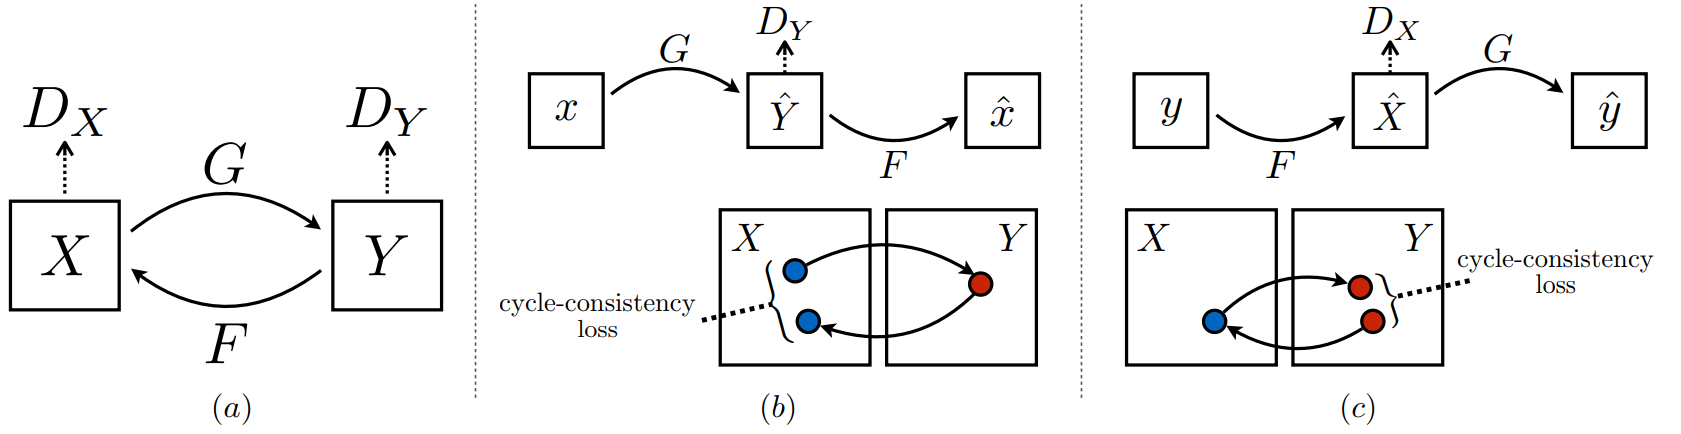 D_X
D_Y
G
X
Y
F
(a)
D_Y
G
x
Ŷ
x̂
F
X
Y
cycle-consistency
loss
(b)
D_X
G
y
X̂
ŷ
F
X
Y
cycle-consistency
loss
(c)